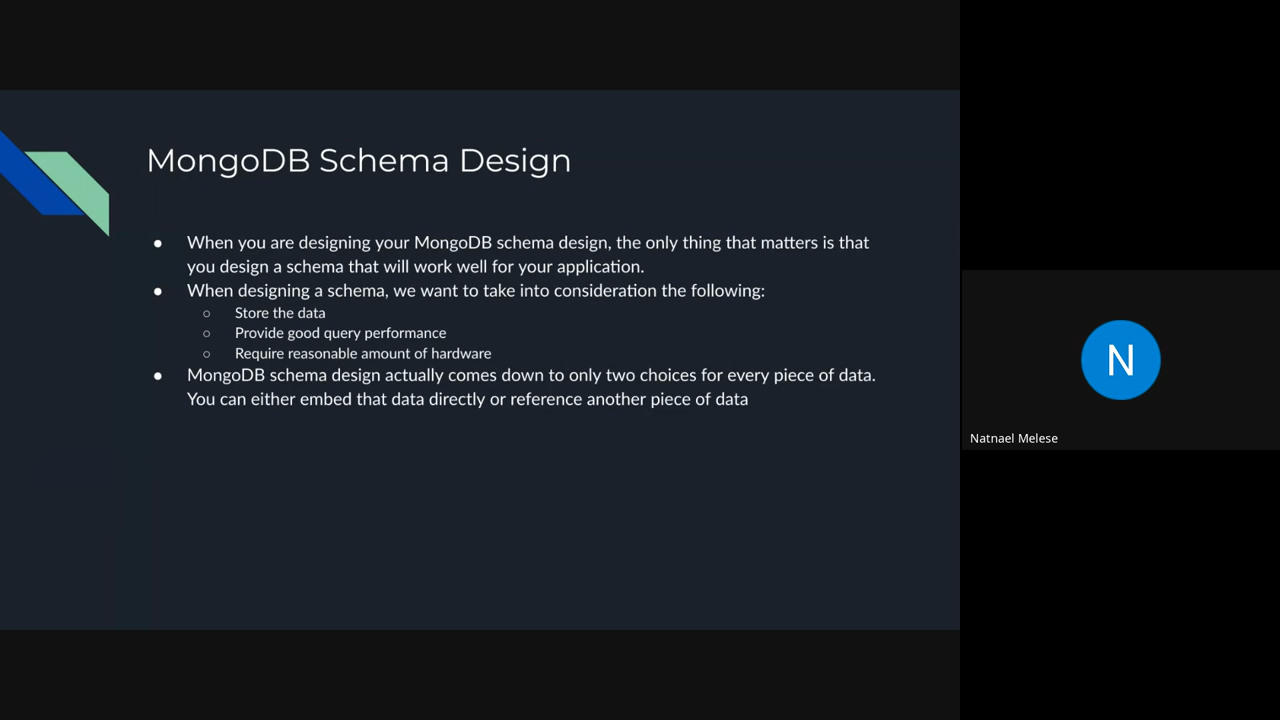 MongoDB Schema Design
● When you are designing your MongoDB schema design, the only thing that matters is that
you design a schema that will work well for your application.
● When designing a schema, we want to take into consideration the following:
○ Store the data
○ Provide good query performance
○ Require reasonable amount of hardware
● MongoDB schema design actually comes down to only two choices for every piece of data.
You can either embed that data directly or reference another piece of data
N
Natnael Melese